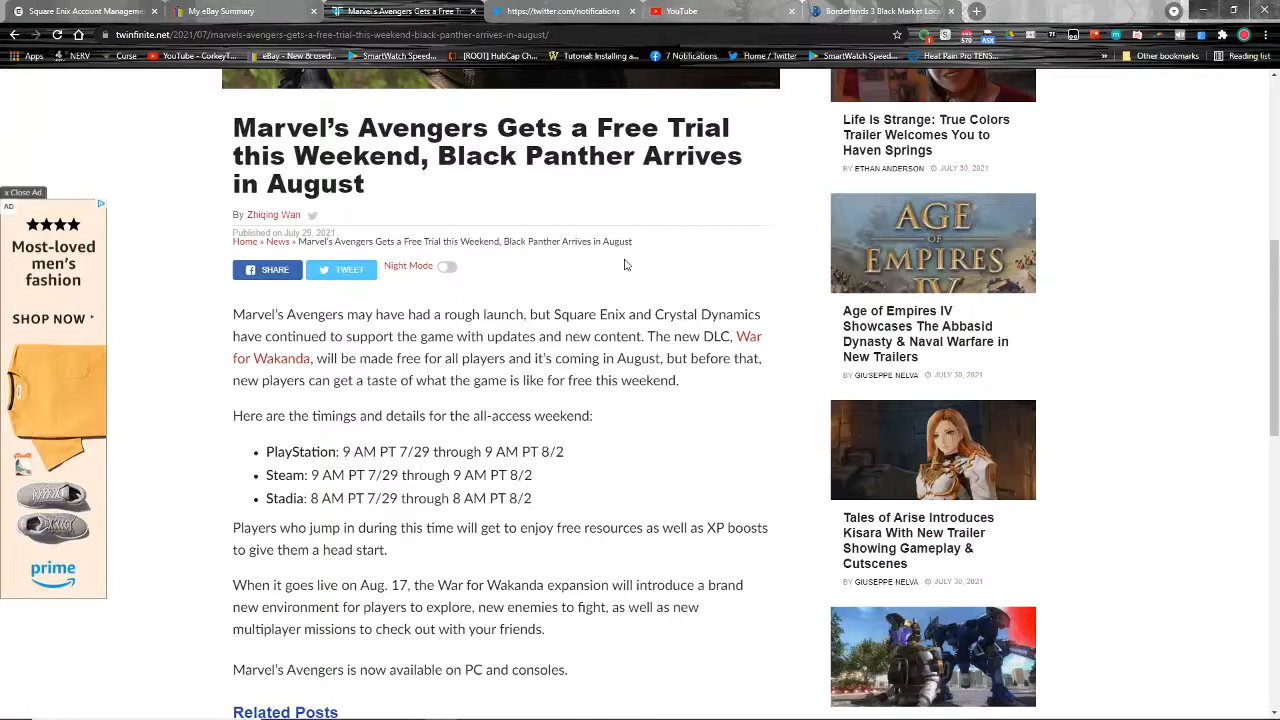 Square Enix Account Manageme
My eBay Summary
Marvel's Avengers Gets a Free Tri
https://twitter.com/notifications
YouTube
Borderlands 3 Black Market Loc
twinfinite.net/2021/07/marvels-avengers-gets-a-free-trial-this-weekend-black-panther-arrives-in-august/
Apps
NERV
Curse
YouTube - CorkeyT...
ear - New & used...
SmartWatch Speed...
[ROOT] HubCap Ch...
Tutorial: Installing a...
7 Notifications
Home / Twitter
SmartWatch Speed...
Heat Pain Pro TENS...
»
Other bookmarks
Reading list
Marvel's Avengers Gets a Free Trial
this Weekend, Black Panther Arrives
in August
By Zhiqing Wan
Published on July 29, 2021
Home » News » Marvel's Avengers Gets a Free Trial this Weekend, Black Panther Arrives in August
SHARE
TWEET
Night Mode
Marvel's Avengers may have had a rough launch, but Square Enix and Crystal Dynamics
have continued to support the game with updates and new content. The new DLC, War
for Wakanda, will be made free for all players and it's coming in August, but before that,
new players can get a taste of what the game is like for free this weekend.
Here are the timings and details for the all-access weekend:
• PlayStation: 9 AM PT 7/29 through 9 AM PT 8/2
• Steam: 9 AM PT 7/29 through 9 AM PT 8/2
• Stadia: 8 AM PT 7/29 through 8 AM PT 8/2
Players who jump in during this time will get to enjoy free resources as well as XP boosts
to give them a head start.
When it goes live on Aug. 17, the War for Wakanda expansion will introduce a brand
new environment for players to explore, new enemies to fight, as well as new
multiplayer missions to check out with your friends.
Marvel's Avengers is now available on PC and consoles.
Related Posts
x Close Ad
AD
Most-loved
men's
fashion
SHOP NOW
prime
Life Is Strange: True Colors
Trailer Welcomes You to
Haven Springs
BY ETHAN ANDERSON JULY 30, 2021
AGE
OF
EMPIRES
IV
Age of Empires IV
Showcases The Abbasid
Dynasty & Naval Warfare in
New Trailers
BY GIUSEPPE NELVA JULY 30, 2021
Tales of Arise Introduces
Kisara With New Trailer
Showing Gameplay &
Cutscenes
BY GIUSEPPE NELVA JULY 30, 2021